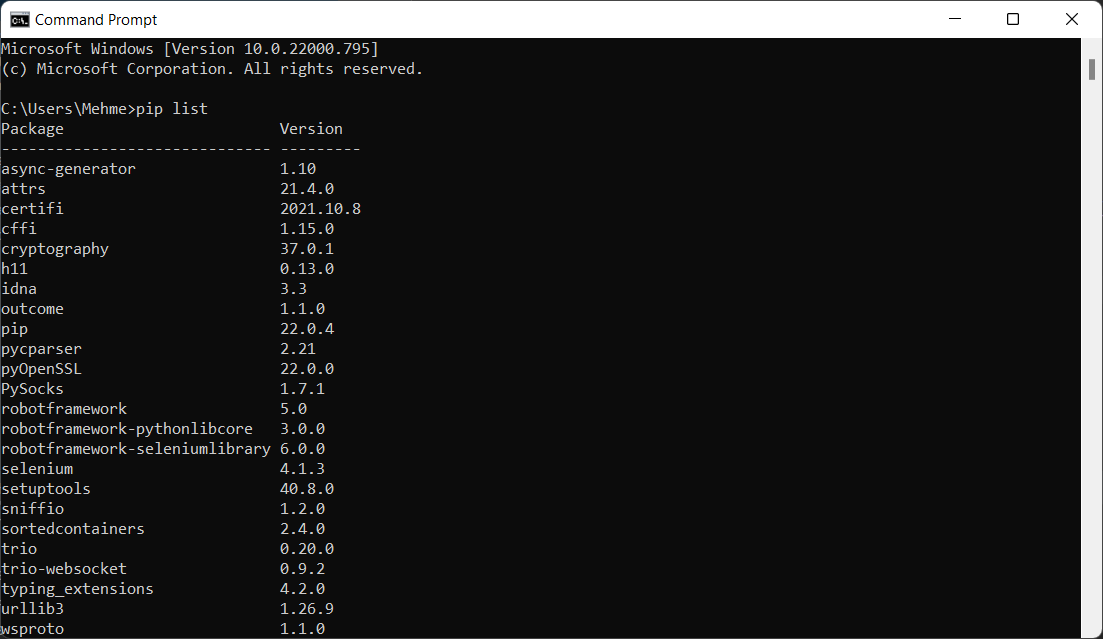 Command Prompt
Microsoft Windows [Version 10.0.22000.795]
(c) Microsoft Corporation. All rights reserved.
C:\Users\Mehme>pip list
Package                        Version
------------------------------ ---------
async-generator                1.10
attrs                          21.4.0
certifi                        2021.10.8
cffi                           1.15.0
cryptography                   37.0.1
h11                            0.13.0
idna                           3.3
outcome                        1.1.0
pip                            22.0.4
pycparser                      2.21
pyOpenSSL                      22.0.0
PySocks                        1.7.1
robotframework                 5.0
robotframework-pythonlibcore   3.0.0
robotframework-seleniumlibrary 6.0.0
selenium                       4.1.3
setuptools                     40.8.0
sniffio                        1.2.0
sortedcontainers               2.4.0
trio                           0.20.0
trio-websocket                 0.9.2
typing_extensions              4.2.0
urllib3                        1.26.9
wsproto                        1.1.0